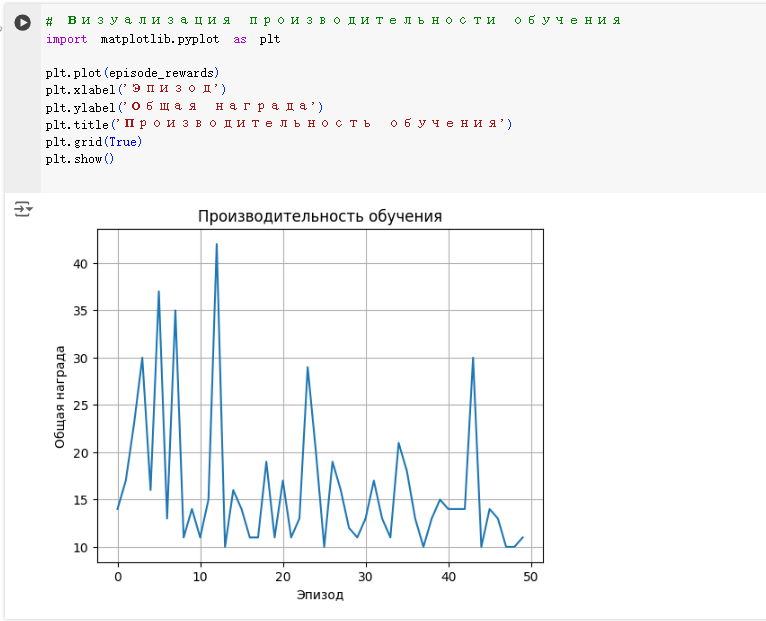 # Визуализация производительности обучения
import matplotlib.pyplot as plt
plt.plot(episode_rewards)
plt.xlabel('Эпизод')
plt.ylabel('Общая награда')
plt.title('Производительность обучения')
plt.grid(True)
plt.show()
Производительность обучения
Общая награда
40
35
30
25
20
15
10
0 10 20 30 40 50
Эпизод